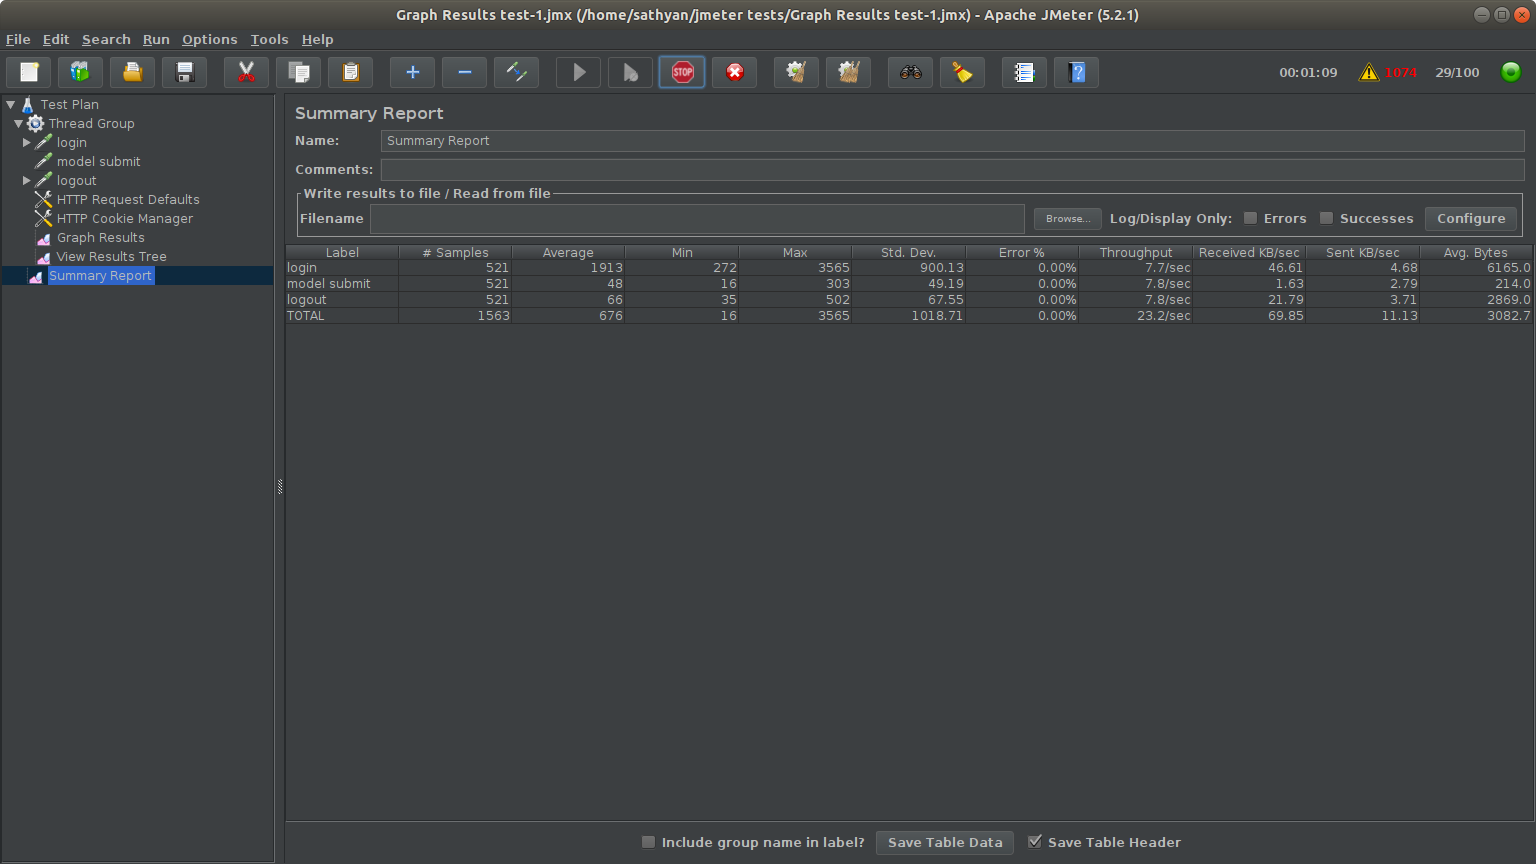 Graph Results test-1.jmx (/home/sathyan/jmeter tests/Graph Results test-1.jmx) - Apache JMeter (5.2.1)
File Edit Search Run Options Tools Help
STOP 00:01:09 1074 29/100
Test Plan
Thread Group
login
model submit
logout
HTTP Request Defaults
HTTP Cookie Manager
Graph Results
View Results Tree
Summary Report
Summary Report
Name: Summary Report
Comments:
Write results to file / Read from file
Filename Browse... Log/Display Only: Errors Successes Configure
Label # Samples Average Min Max Std. Dev. Error % Throughput Received KB/sec Sent KB/sec Avg. Bytes
login 521 1913 272 3565 900.13 0.00% 7.7/sec 46.61 4.68 6165.0
model submit 521 48 16 303 49.19 0.00% 7.8/sec 1.63 2.79 214.0
logout 521 66 35 502 67.55 0.00% 7.8/sec 21.79 3.71 2869.0
TOTAL 1563 676 16 3565 1018.71 0.00% 23.2/sec 69.85 11.13 3082.7
Include group name in label? Save Table Data Save Table Header